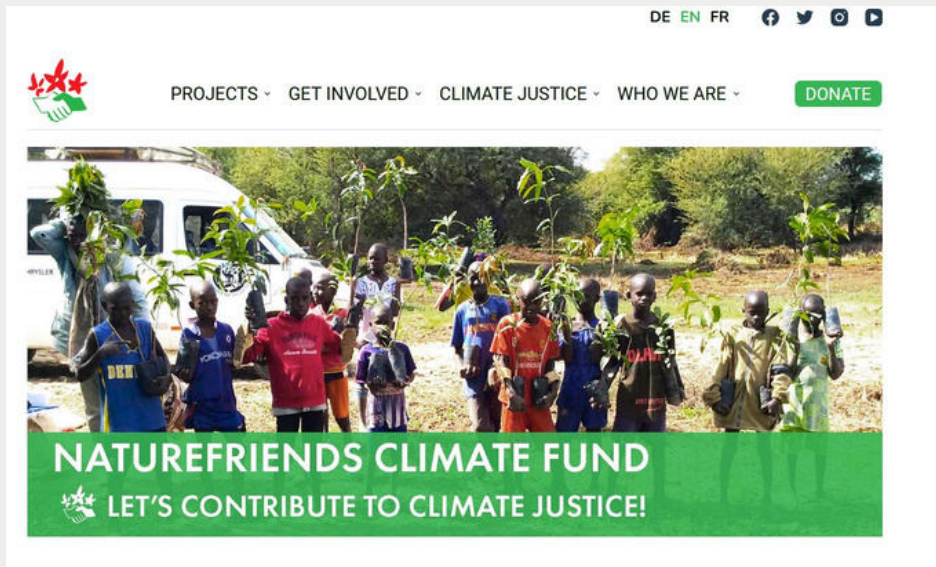 DE EN FR
PROJECTS GET INVOLVED CLIMATE JUSTICE WHO WE ARE DONATE
YOKOHAMA
NATUREFRIENDS CLIMATE FUND
LET'S CONTRIBUTE TO CLIMATE JUSTICE!